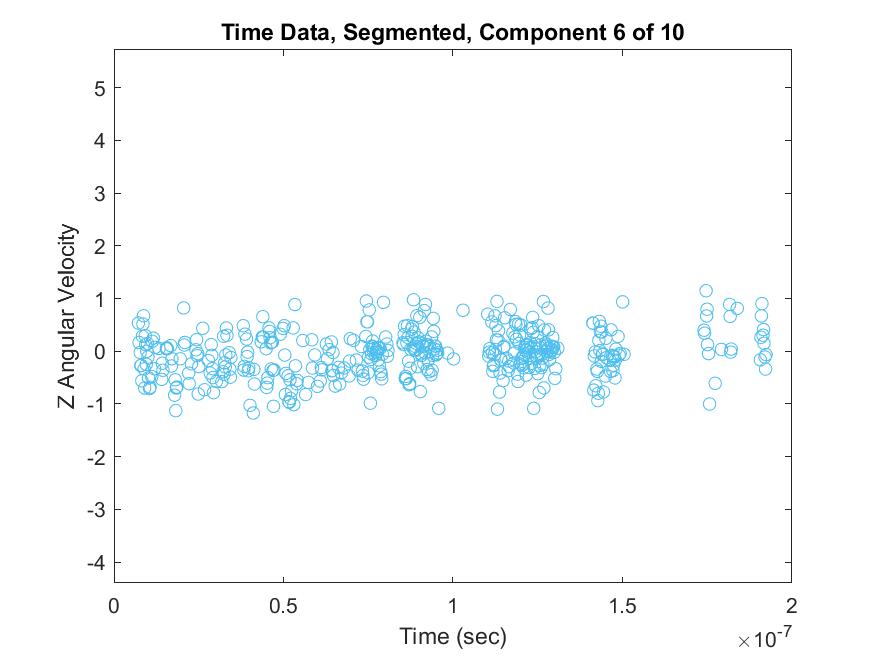 Time Data, Segmented, Component 6 of 10
Z Angular Velocity
5
4
3
2
1
0
-1
-2
-3
-4
0 0.5 1 1.5 2
Time (sec)
×10-7